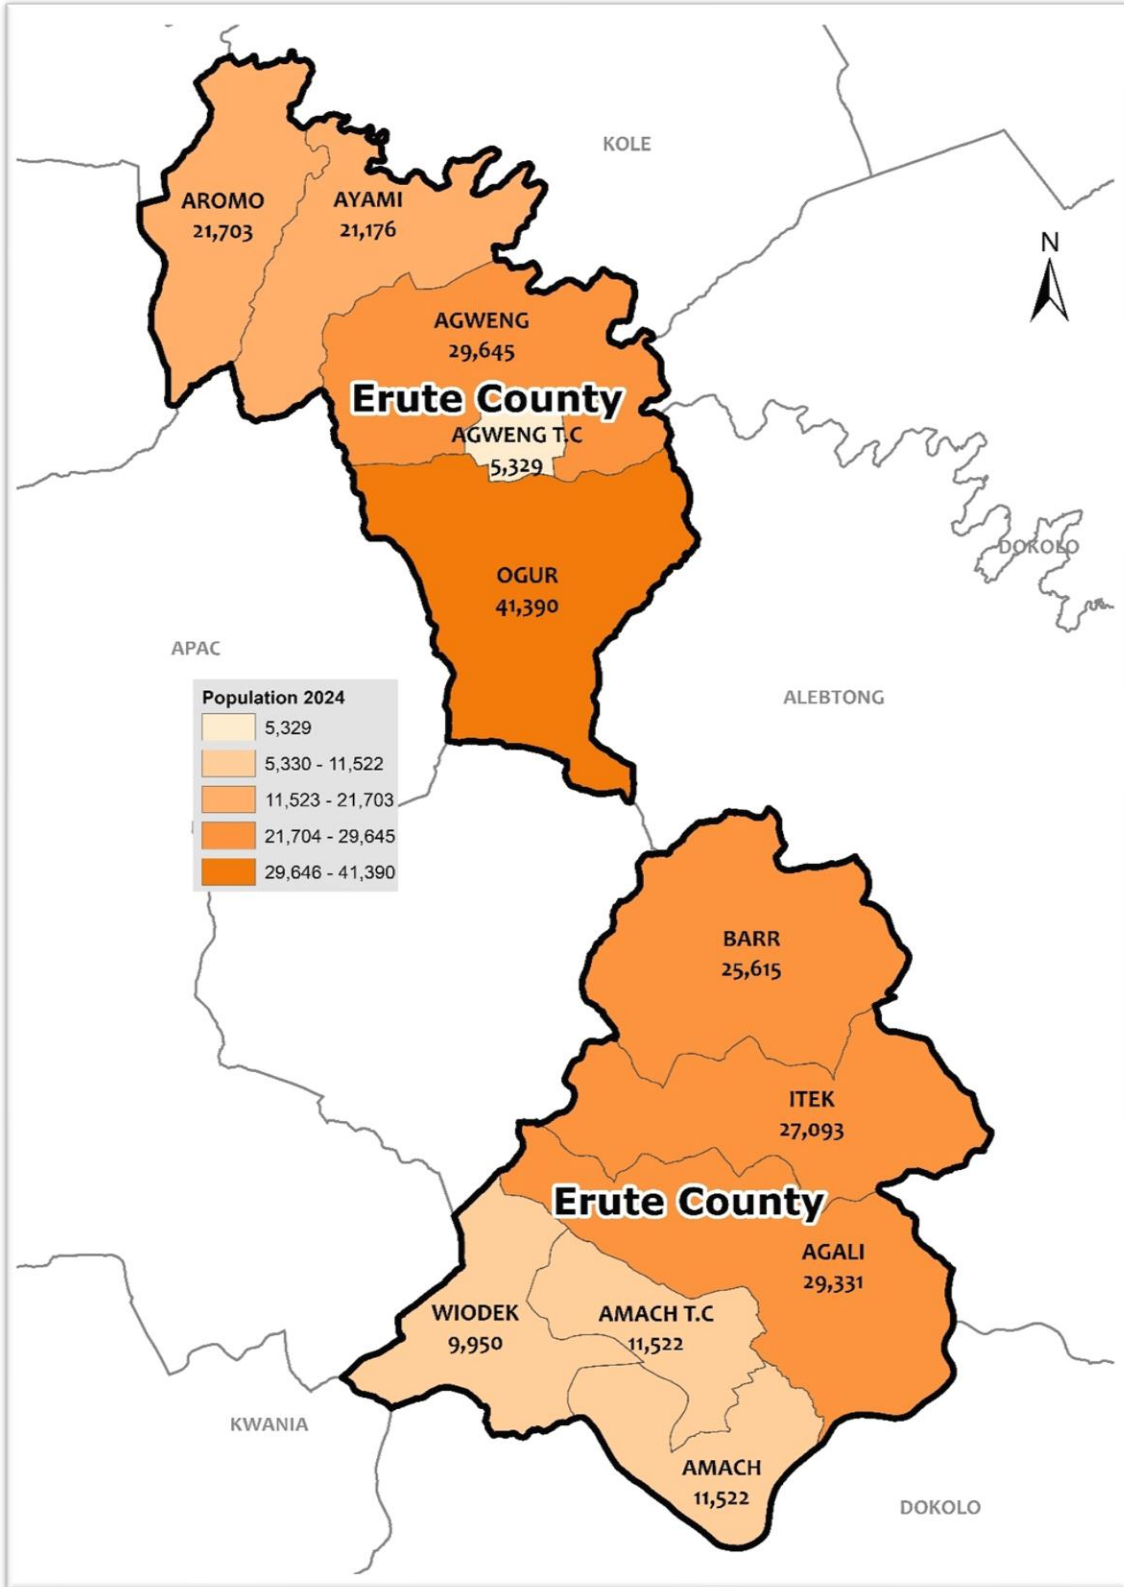 KOLE
N
AROMO
21,703
AYAMI
21,176
AGWENG
29,645
Erute County
AGWENG T.C
5,329
DOKOLO
OGUR
41,390
APAC
ALEBTONG
Population 2024
5,329
5,330 - 11,522
11,523 - 21,703
21,704 - 29,645
29,646 - 41,390
BARR
25,615
ITEK
27,093
Erute County
AGALI
29,331
WIODEK
9,950
AMACH T.C
11,522
KWANIA
AMACH
11,522
DOKOLO